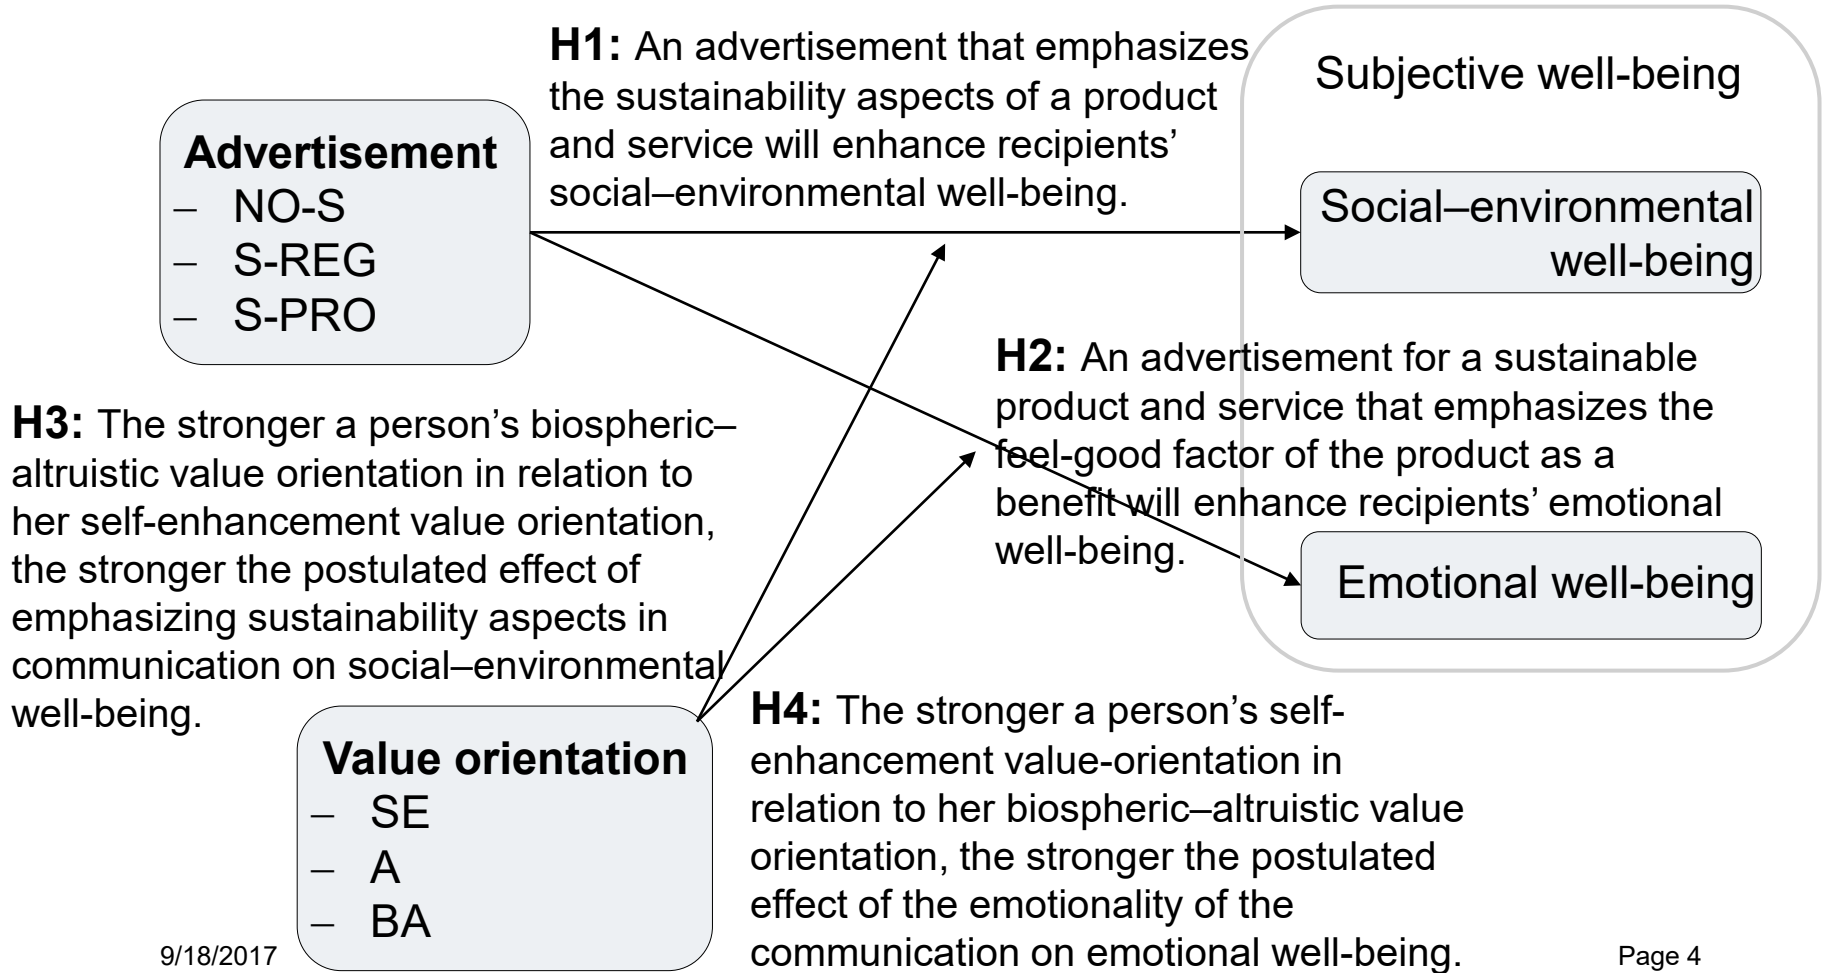 H1: An advertisement that emphasizes
the sustainability aspects of a product
and service will enhance recipients’
social–environmental well-being.
Subjective well-being
Advertisement
– NO-S
– S-REG
– S-PRO
Social–environmental
well-being
H2: An advertisement for a sustainable
product and service that emphasizes the
feel-good factor of the product as a
benefit will enhance recipients’ emotional
well-being.
H3: The stronger a person’s biospheric–
altruistic value orientation in relation to
her self-enhancement value orientation,
the stronger the postulated effect of
emphasizing sustainability aspects in
communication on social–environmental
well-being.
Emotional well-being
Value orientation
– SE
– A
– BA
H4: The stronger a person’s self-
enhancement value-orientation in
relation to her biospheric–altruistic value
orientation, the stronger the postulated
effect of the emotionality of the
communication on emotional well-being.
9/18/2017
Page 4